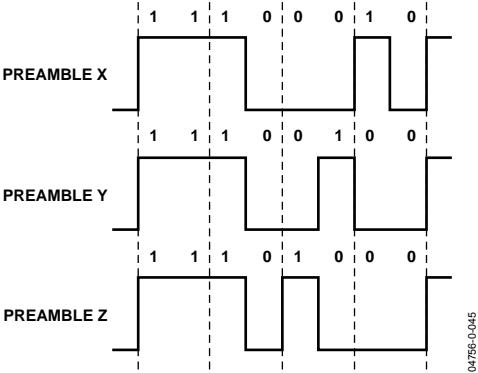 1 1 1 0 0 0 1 0
PREAMBLE X
1 1 1 0 0 1 0 0
PREAMBLE Y
1 1 1 0 1 0 0 0
PREAMBLE Z
04756-0-045